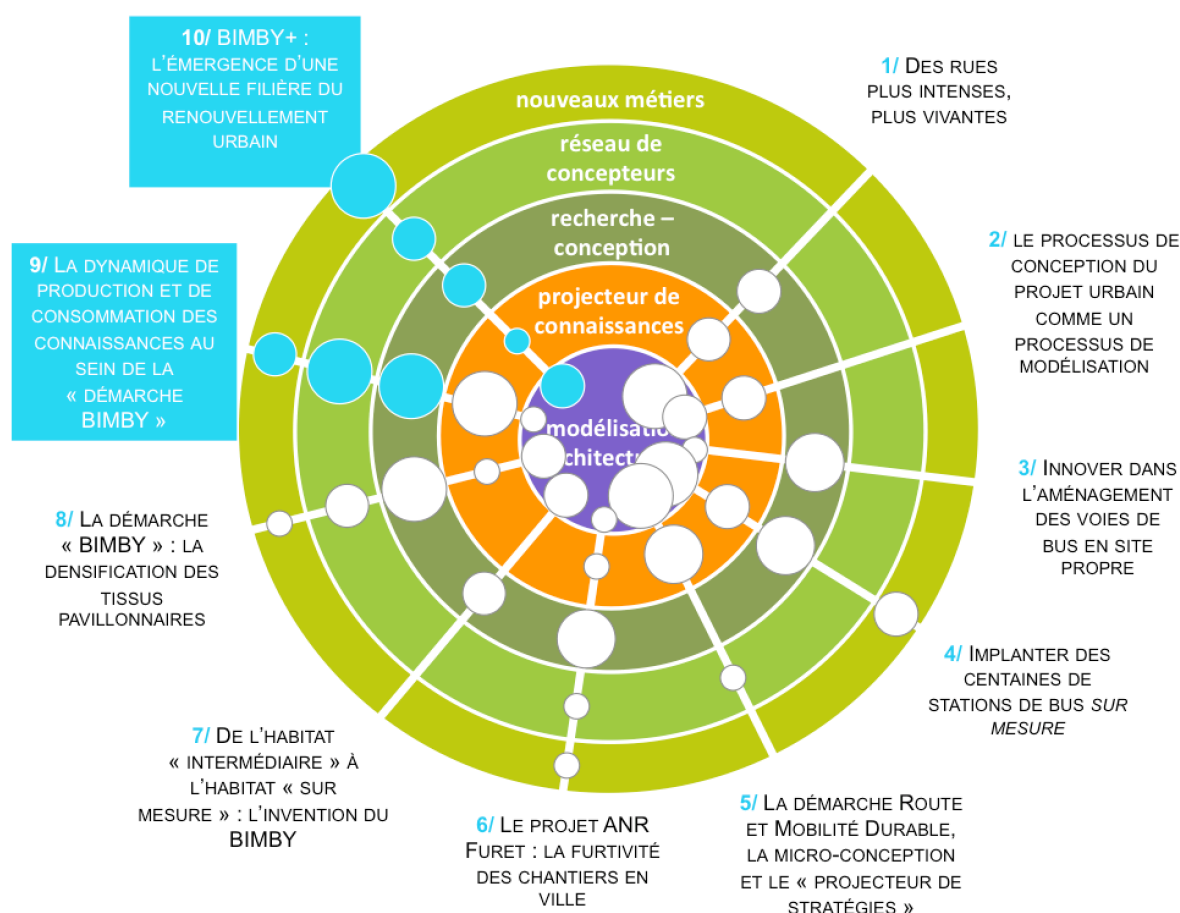 10/ BIMBY+ :
L'ÉMERGENCE D'UNE
NOUVELLE FILIÈRE DU
RENOUVELLEMENT
URBAIN
1/ DES RUES
PLUS INTENSES,
PLUS VIVANTES
nouveaux métiers
réseau de
concepteurs
recherche –
conception
projecteur de
connaissances
2/ LE PROCESSUS DE
CONCEPTION DU
PROJET URBAIN
COMME UN
PROCESSUS DE
MODÉLISATION
9/ LA DYNAMIQUE DE
PRODUCTION ET DE
CONSOMMATION DES
CONNAISSANCES AU
SEIN DE LA
« DÉMARCHE
BIMBY »
modélisatio
chitectu
3/ INNOVER DANS
L'AMÉNAGEMENT
DES VOIES DE
BUS EN SITE
PROPRE
8/ LA DÉMARCHE
« BIMBY » : LA
DENSIFICATION DES
TISSUS
PAVILLONNAIRES
4/ IMPLANTER DES
CENTAINES DE
STATIONS DE BUS SUR
MESURE
7/ DE L'HABITAT
« INTERMÉDIAIRE » À
L'HABITAT « SUR
MESURE » : L'INVENTION DU
BIMBY
6/ LE PROJET ANR
FURET : LA FURTIVITÉ
DES CHANTIERS EN
VILLE
5/ LA DÉMARCHE ROUTE
ET MOBILITÉ DURABLE,
LA MICRO-CONCEPTION
ET LE « PROJECTEUR DE
STRATÉGIES »